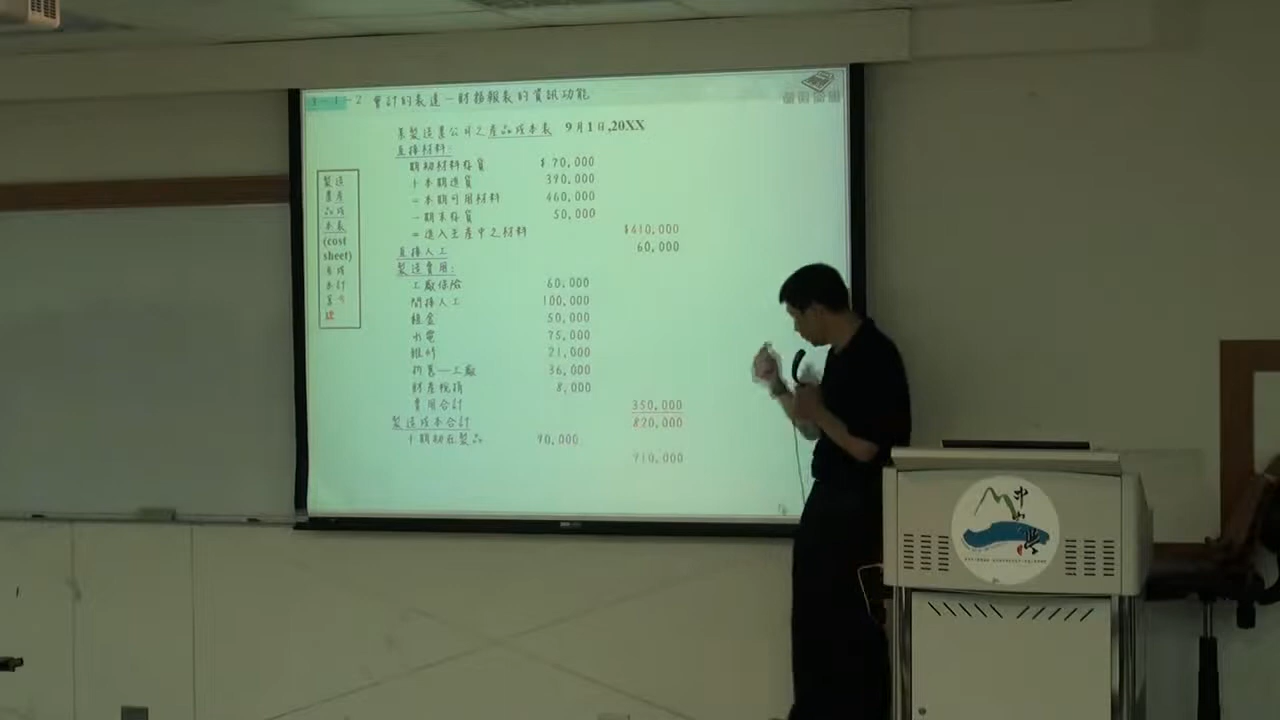 1-1-2 會計的表達-財務報表的資訊功能
某製造業公司之產品成本表 9月1日,20XX
直接材料:
期初材料存貨 $ 70,000
+本期進貨 390,000
=本期可用材料 460,000
-期末存貨 50,000
=進入生產中之材料 $410,000
直接人工 60,000
製造費用:
工廠保險 60,000
間接人工 100,000
租金 50,000
水電 75,000
維修 21,000
折舊—工廠 36,000
財產稅捐 8,000
費用合計 350,000
製造成本合計 820,000
+期初在製品 90,000
910,000
製造
業產
品成
本表
(cost
sheet)
中山